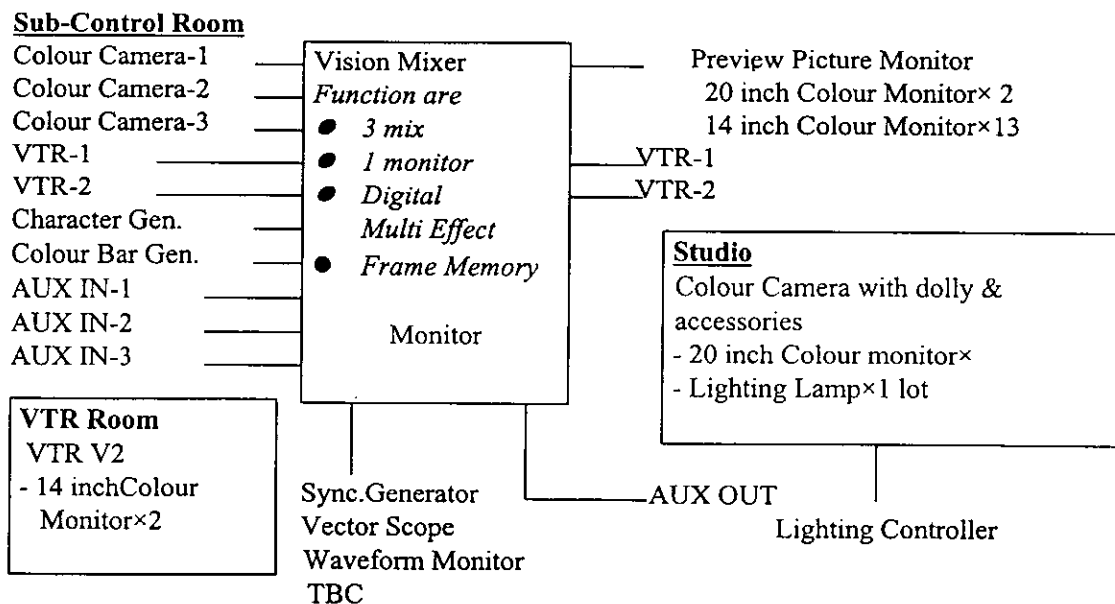 Sub-Control Room
Colour Camera-1
Colour Camera-2
Colour Camera-3
VTR-1
VTR-2
Character Gen.
Colour Bar Gen.
AUX IN-1
AUX IN-2
AUX IN-3
Vision Mixer
Function are
● 3 mix
● 1 monitor
● Digital
Multi Effect
● Frame Memory
Monitor
Preview Picture Monitor
20 inch Colour Monitor× 2
14 inch Colour Monitor×13
VTR-1
VTR-2
Studio
Colour Camera with dolly &
accessories
- 20 inch Colour monitor×
- Lighting Lamp×1 lot
VTR Room
VTR V2
- 14 inchColour
Monitor×2
Sync.Generator
Vector Scope
Waveform Monitor
TBC
AUX OUT
Lighting Controller